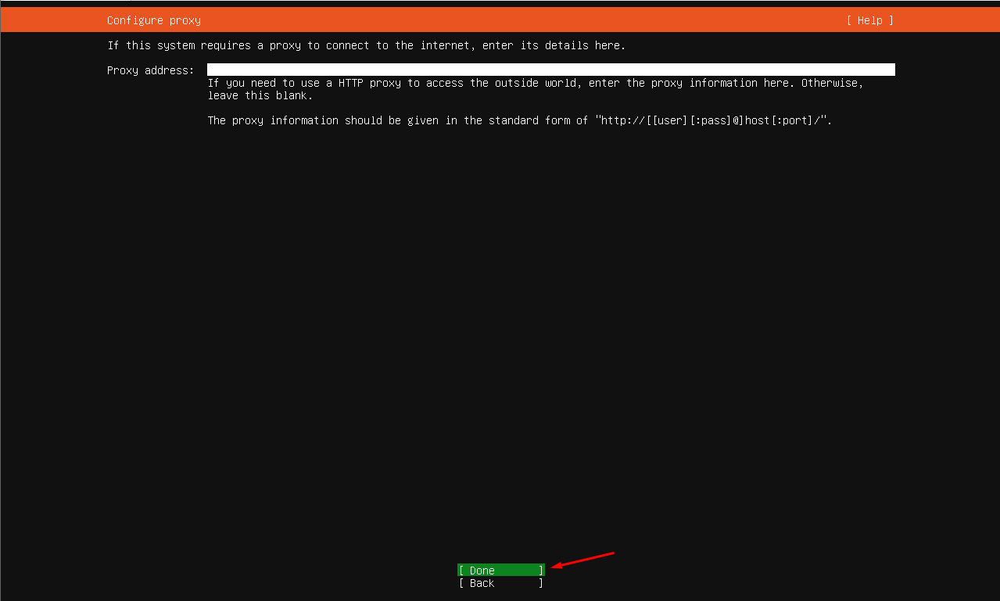 Configure proxy [ Help ]
If this system requires a proxy to connect to the internet, enter its details here.
Proxy address:
If you need to use a HTTP proxy to access the outside world, enter the proxy information here. Otherwise,
leave this blank.
The proxy information should be given in the standard form of "http://[[user][:pass]@]host[:port]/".
[ Done ]
[ Back ]